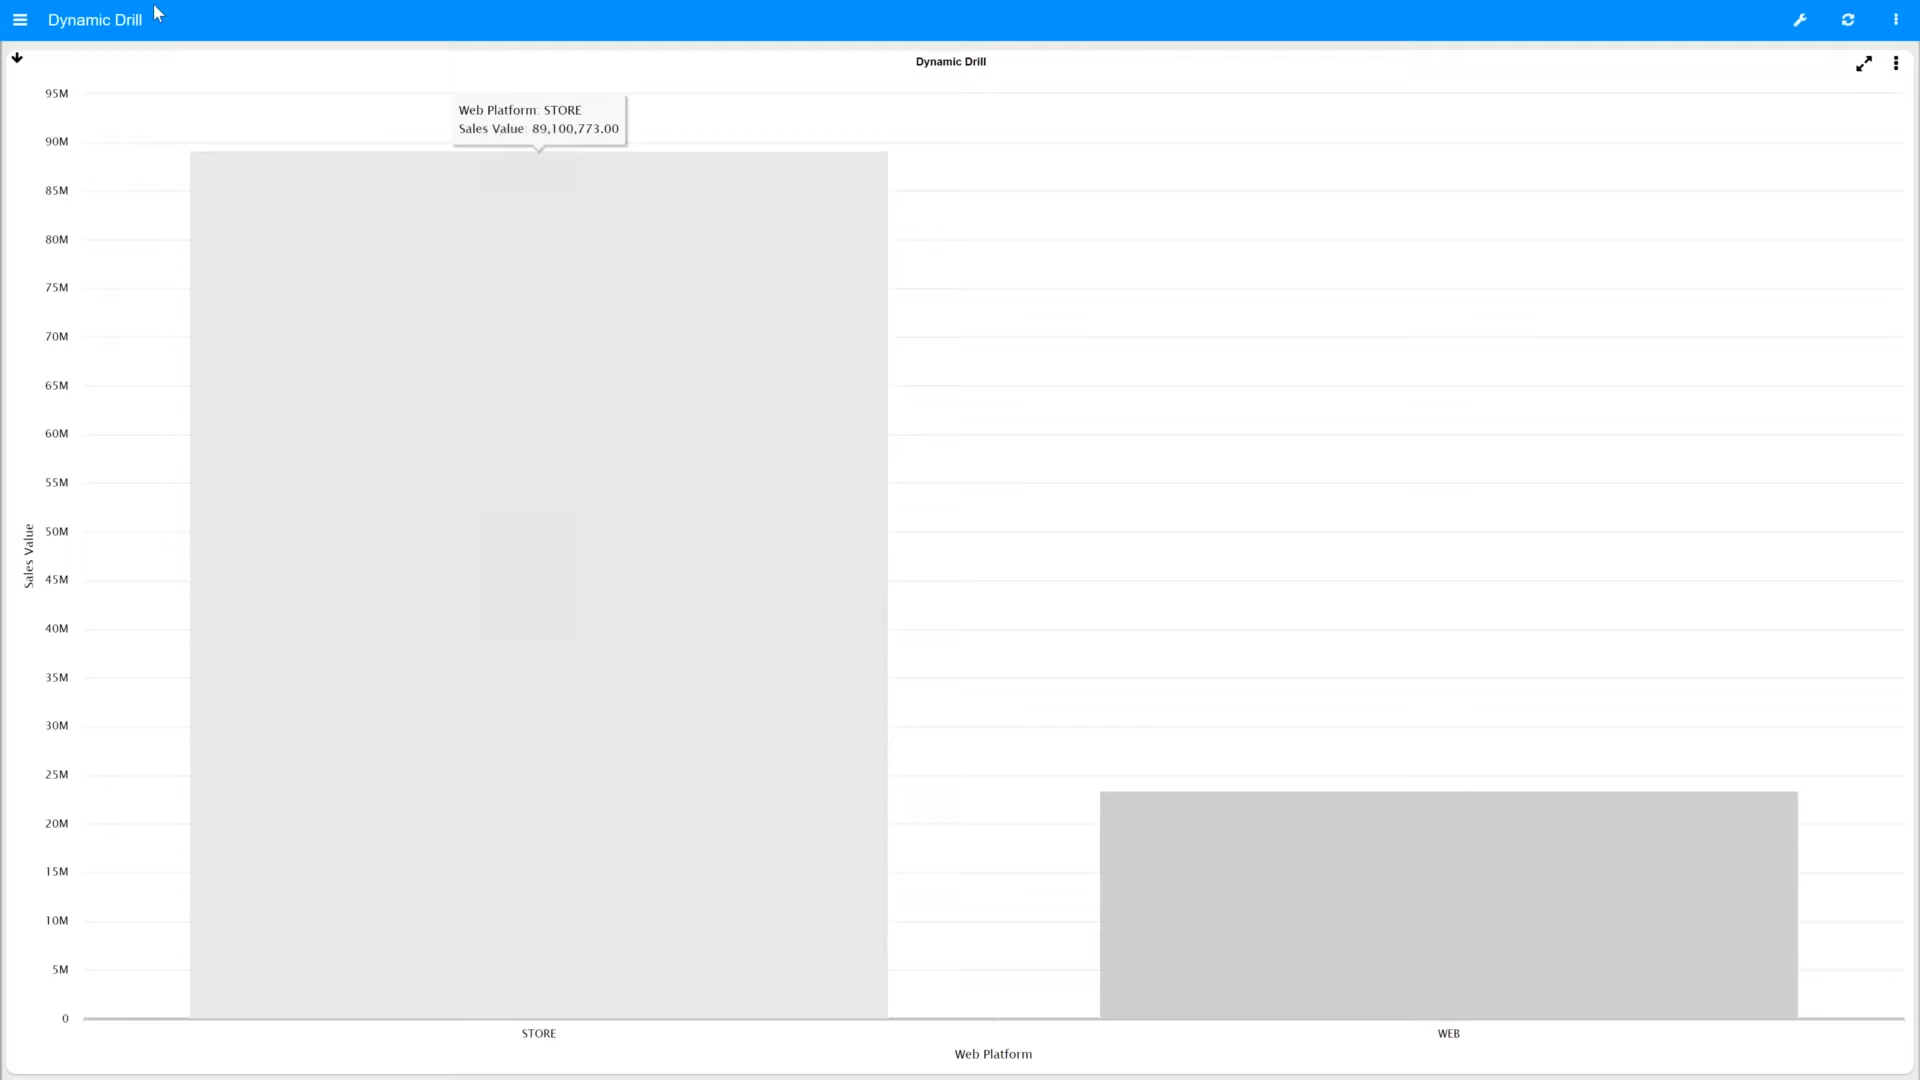 Dynamic Drill
Dynamic Drill
Web Platform: STORE
Sales Value: 89,100,773.00
95M
90M
85M
80M
75M
70M
65M
60M
55M
50M
45M
40M
35M
30M
25M
20M
15M
10M
5M
0
Sales Value
STORE
WEB
Web Platform